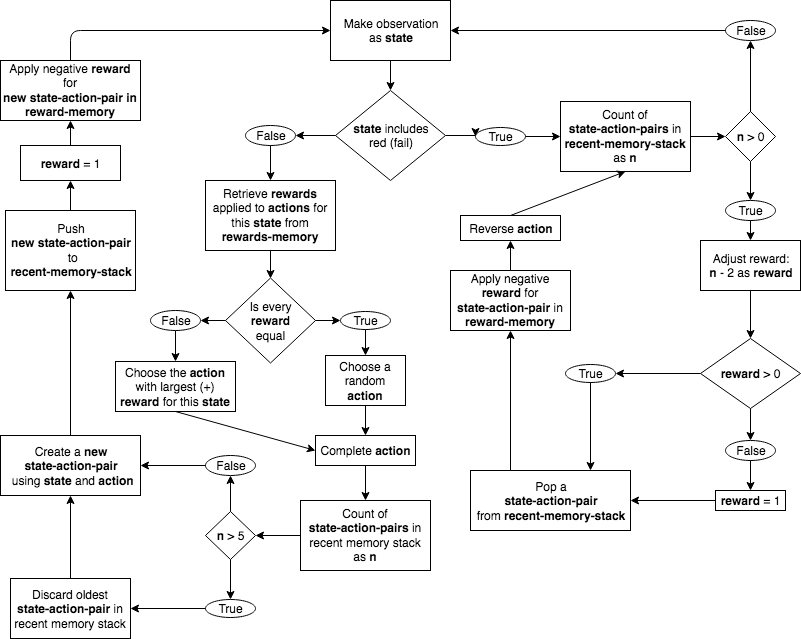 Make observation
as state
False
Apply negative reward
for
new state-action-pair in
reward-memory
state includes
red (fail)
False
True
Count of
state-action-pairs in
recent-memory-stack
as n
n > 0
reward = 1
Retrieve rewards
applied to actions for
this state from
rewards-memory
True
Push
new state-action-pair
to
recent-memory-stack
Reverse action
Adjust reward:
n - 2 as reward
Apply negative
reward for
state-action-pair in
reward-memory
Is every
reward
equal
False
True
Choose the action
with largest (+)
reward for this state
Choose a
random
action
True
reward > 0
Create a new
state-action-pair
using state and action
False
Complete action
False
Pop a
state-action-pair
from recent-memory-stack
reward = 1
n > 5
Count of
state-action-pairs in
recent memory stack
as n
Discard oldest
state-action-pair in
recent memory stack
True